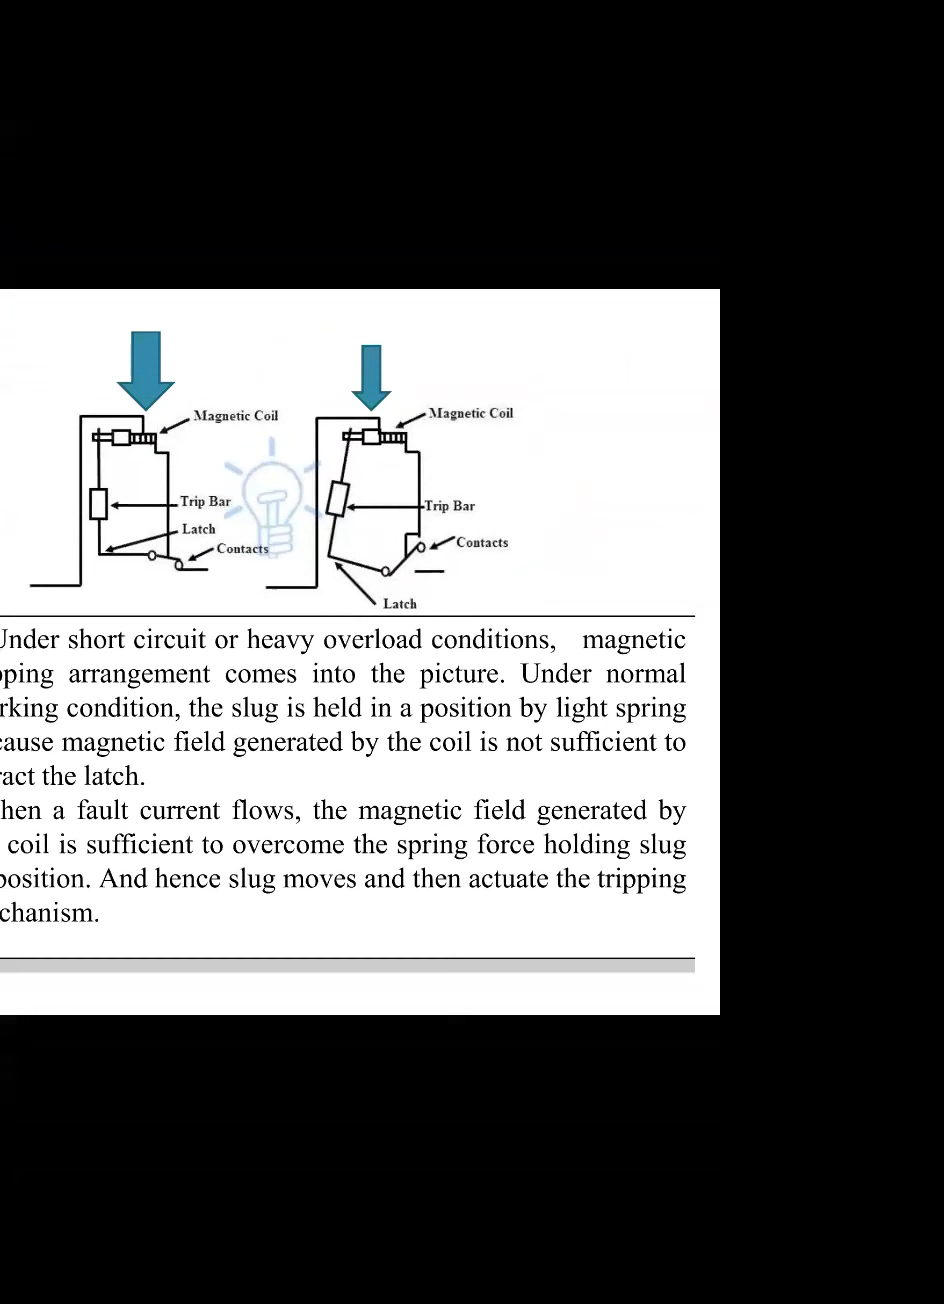 Magnetic Coil
Trip Bar
Latch
Contacts
Magnetic Coil
Trip Bar
Contacts
Latch
Under short circuit or heavy overload conditions, magnetic
pping arrangement comes into the picture. Under normal
rking condition, the slug is held in a position by light spring
cause magnetic field generated by the coil is not sufficient to
ract the latch.
hen a fault current flows, the magnetic field generated by
coil is sufficient to overcome the spring force holding slug
position. And hence slug moves and then actuate the tripping
chanism.